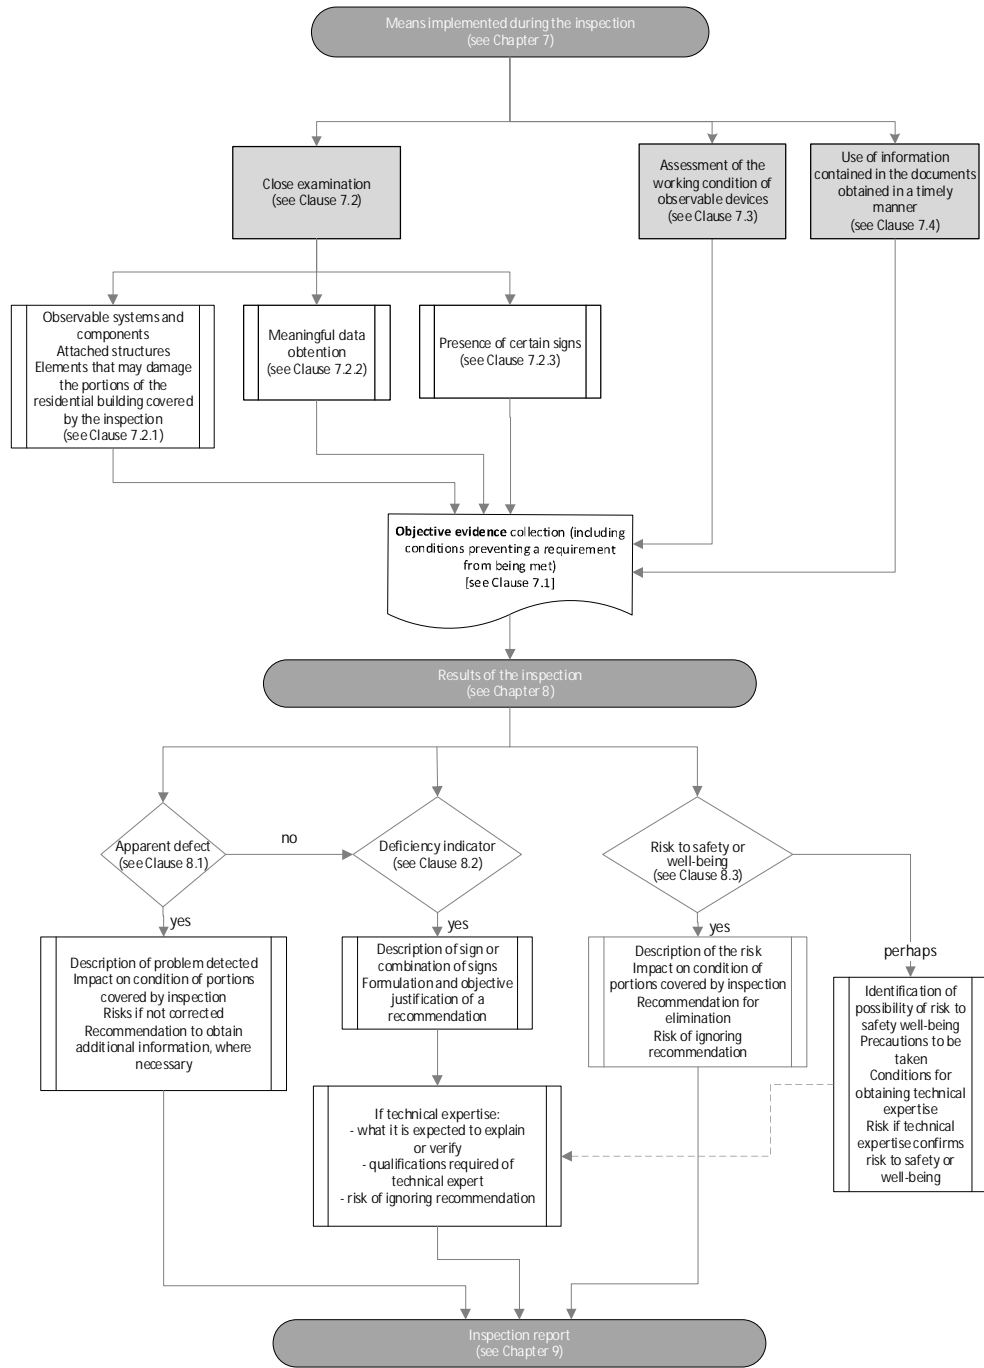 Means implemented during the inspection
(see Chapter 7)
Close examination
(see Clause 7.2)
Assessment of the
working condition of
observable devices
(see Clause 7.3)
Use of information
contained in the documents
obtained in a timely
manner
(see Clause 7.4)
Observable systems and
components
Attached structures
Elements that may damage
the portions of the
residential building covered
by the inspection
(see Clause 7.2.1)
Meaningful data
obtention
(see Clause 7.2.2)
Presence of certain signs
(see Clause 7.2.3)
Objective evidence collection (including
conditions preventing a requirement
from being met)
[see Clause 7.1]
Results of the inspection
(see Chapter 8)
Apparent defect
(see Clause 8.1)
no
Deficiency indicator
(see Clause 8.2)
Risk to safety or
well-being
(see Clause 8.3)
yes
yes
yes
perhaps
Description of problem detected
Impact on condition of portions
covered by inspection
Risks if not corrected
Recommendation to obtain
additional information, where
necessary
Description of sign or
combination of signs
Formulation and objective
justification of a
recommendation
Description of the risk
Impact on condition of
portions covered by inspection
Recommendation for
elimination
Risk of ignoring
recommendation
Identification of
possibility of risk to
safety well-being
Precautions to be
taken
Conditions for
obtaining technical
expertise
Risk if technical
expertise confirms
risk to safety or
well-being
If technical expertise:
- what it is expected to explain
or verify
- qualifications required of
technical expert
- risk of ignoring recommendation
Inspection report
(see Chapter 9)